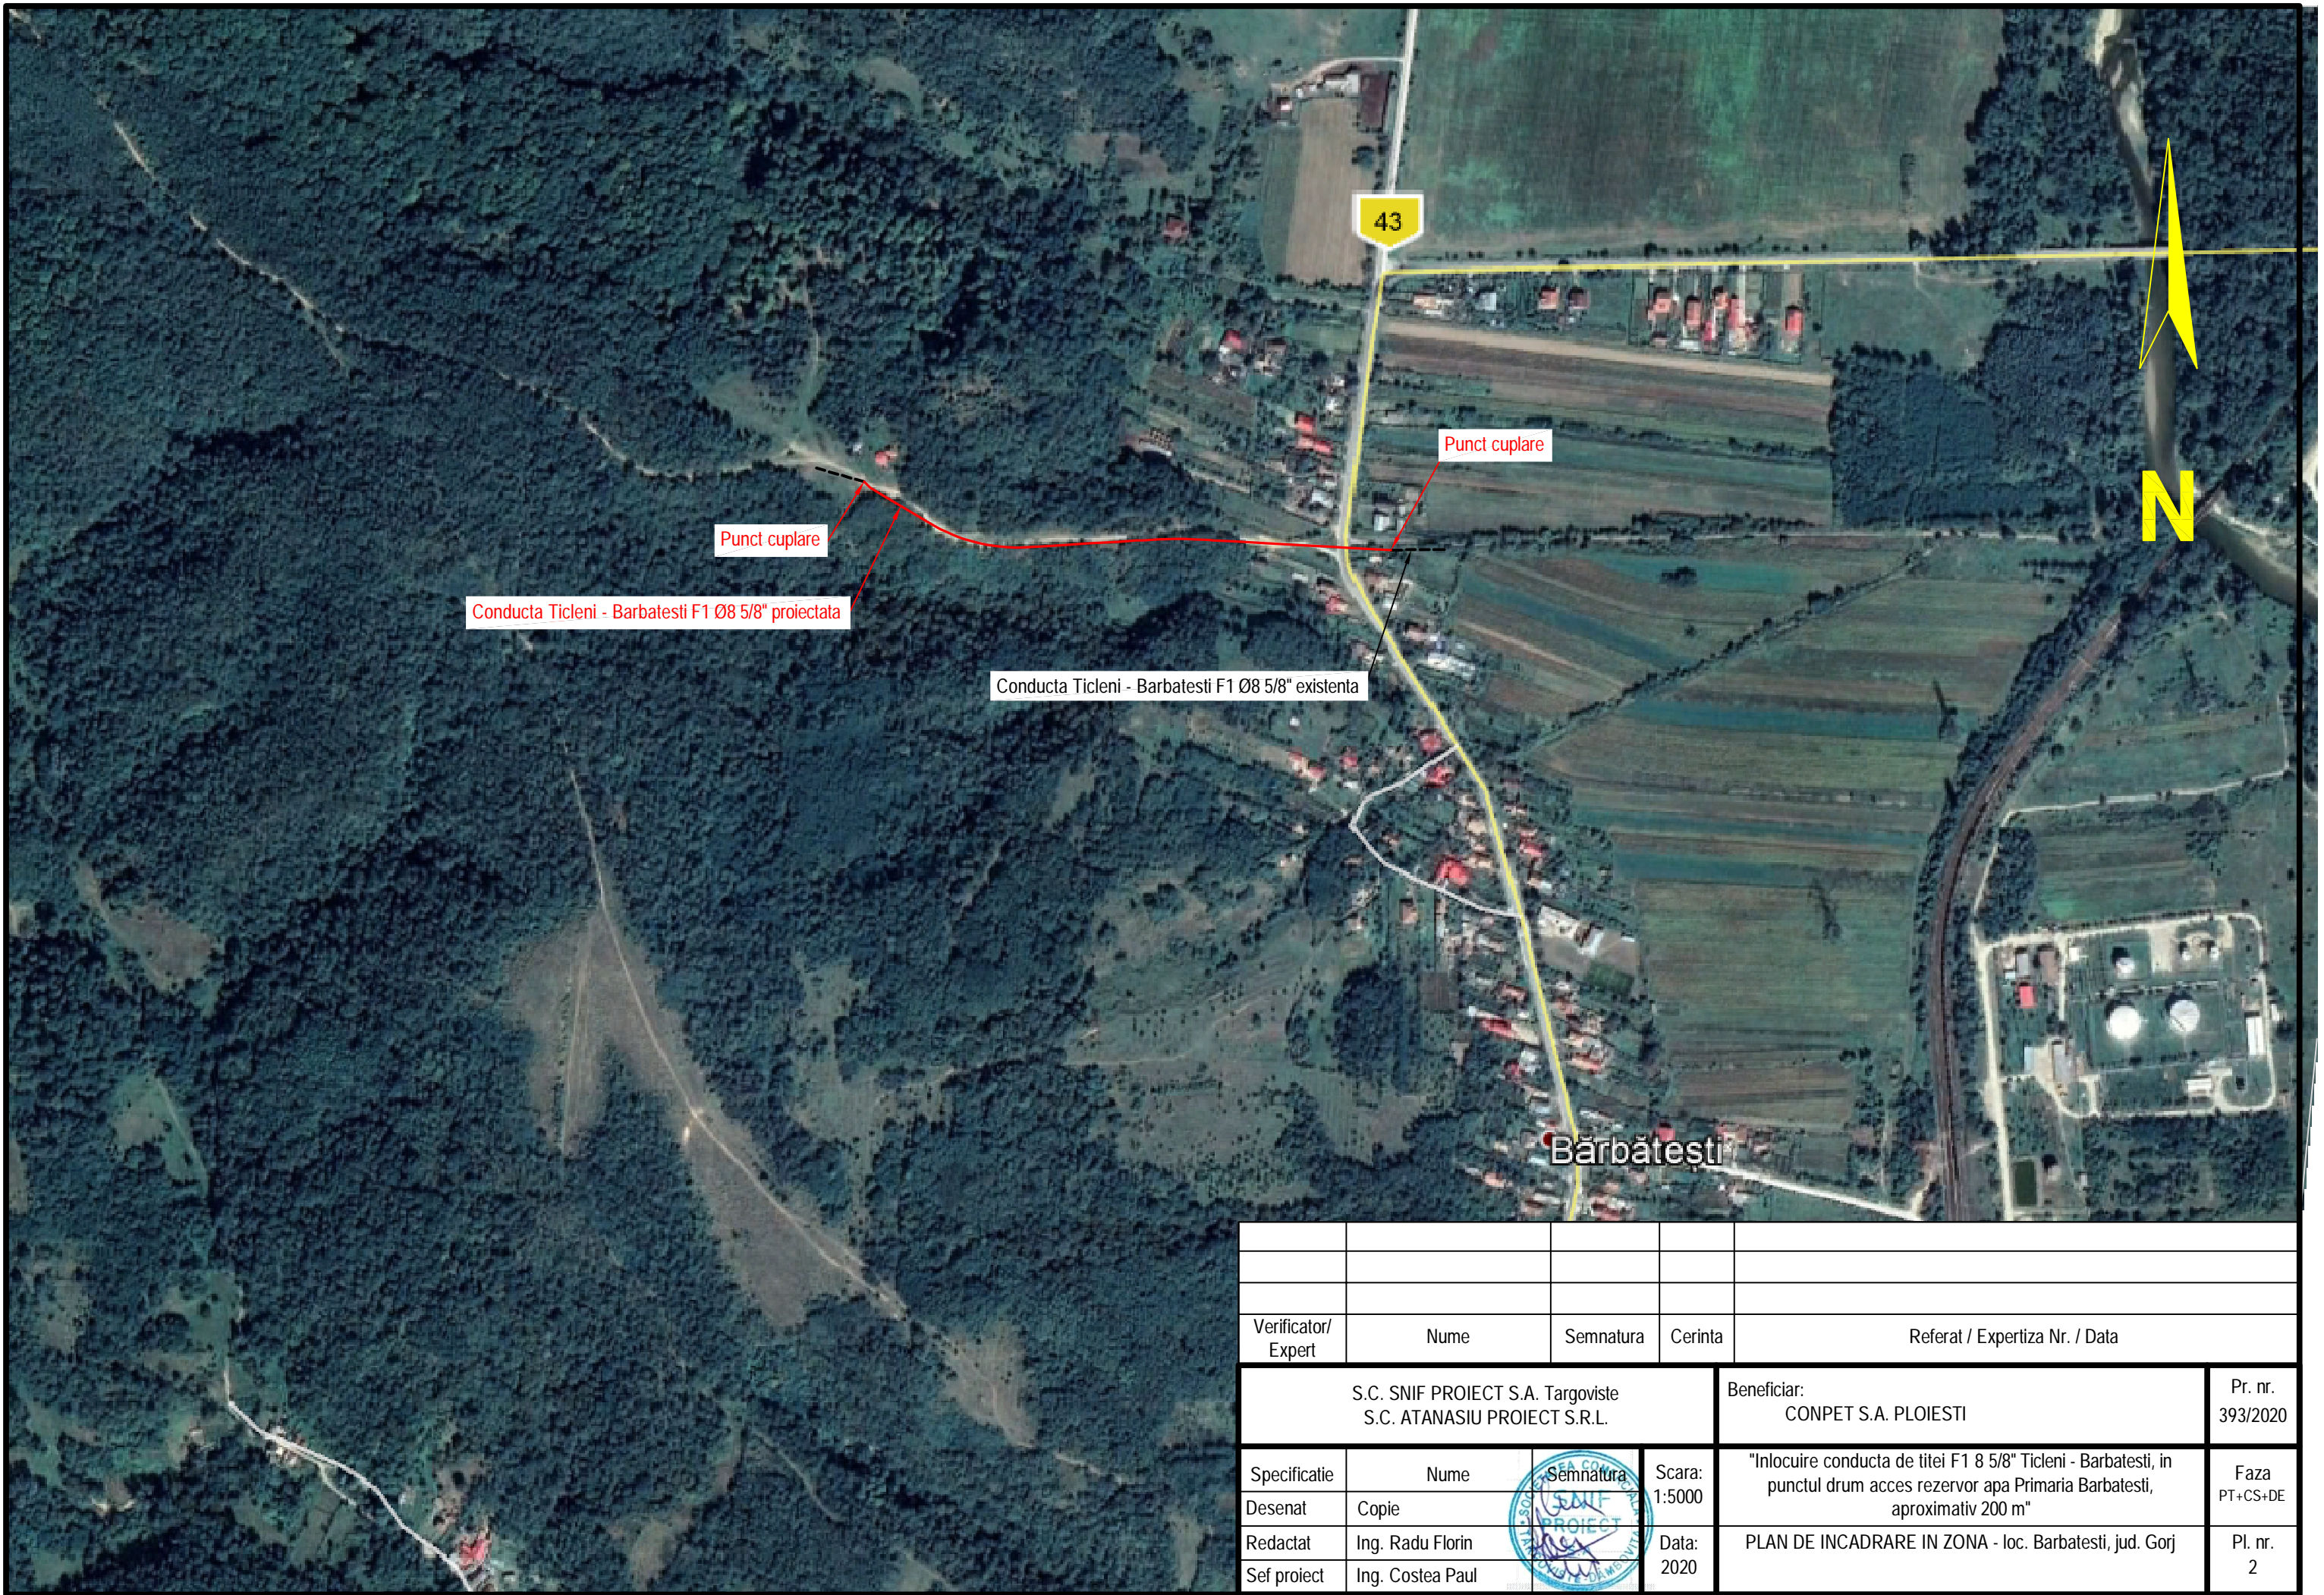 43
Punct cuplare
Punct cuplare
Conducta Ticleni - Barbatesti F1 Ø8 5/8" proiectata
Conducta Ticleni - Barbatesti F1 Ø8 5/8" existenta
N
Bărbătești
Verificator/
Expert
Nume
Semnatura
Cerinta
Referat / Expertiza Nr. / Data
S.C. SNIF PROIECT S.A. Targoviste
S.C. ATANASIU PROIECT S.R.L.
Beneficiar:
CONPET S.A. PLOIESTI
Pr. nr.
393/2020
Specificatie
Nume
Semnatura
Scara:
1:5000
"Inlocuire conducta de titei F1 8 5/8" Ticleni - Barbatesti, in
punctul drum acces rezervor apa Primaria Barbatesti,
aproximativ 200 m"
Faza
PT+CS+DE
Desenat
Copie
Redactat
Ing. Radu Florin
Data:
2020
PLAN DE INCADRARE IN ZONA - loc. Barbatesti, jud. Gorj
Pl. nr.
2
Sef proiect
Ing. Costea Paul
SNIF
PROIECT